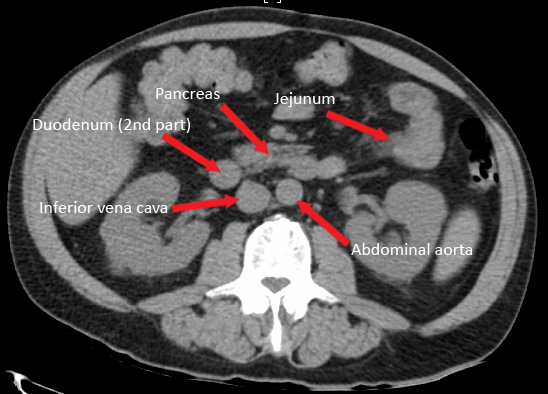 Pancreas
Jejunum
Duodenum (2nd part)
Inferior vena cava
Abdominal aorta